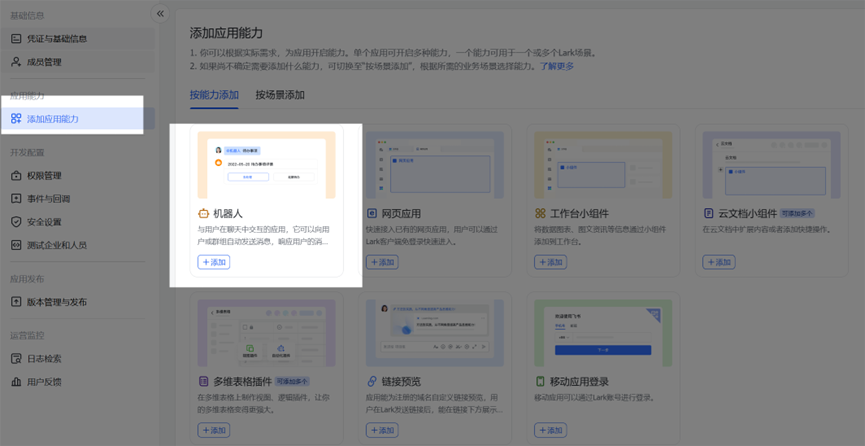 基础信息
凭证与基础信息
成员管理
应用能力
添加应用能力
开发配置
权限管理
事件与回调
安全设置
测试企业和人员
应用发布
版本管理与发布
运营监控
日志检索
用户反馈
添加应用能力
1. 你可以根据实际需求，为应用开启能力。单个应用可开启多种能力，一个能力可用于一个或多个Lark场景。
2. 如果尚不确定需要添加什么能力，可切换至"按场景添加"，根据所需的业务场景选择能力。了解更多
按能力添加 按场景添加
机器人
与用户在聊天中交互的应用，它可以向用
户或群组自动发送消息，响应用户的消...
+ 添加
网页应用
快速接入已有的网页应用，用户可以通过
Lark客户端免登录快速进入。
+ 添加
工作台小组件
将数据图表、图文资讯等信息通过小组件
添加到工作台。
+ 添加
云文档小组件 可添加多个
在云文档中扩展内容或者添加快捷操作。
+ 添加
多维表格插件 可添加多个
在多维表格上制作视图、逻辑插件，让你
的多维表格变得更强大。
+ 添加
链接预览
应用能为注册的域名自定义链接预览，用
户在Lark发送链接后，能在链接下方展示...
+ 添加
移动应用登录
移动应用可以通过Lark账号进行登录。
+ 添加